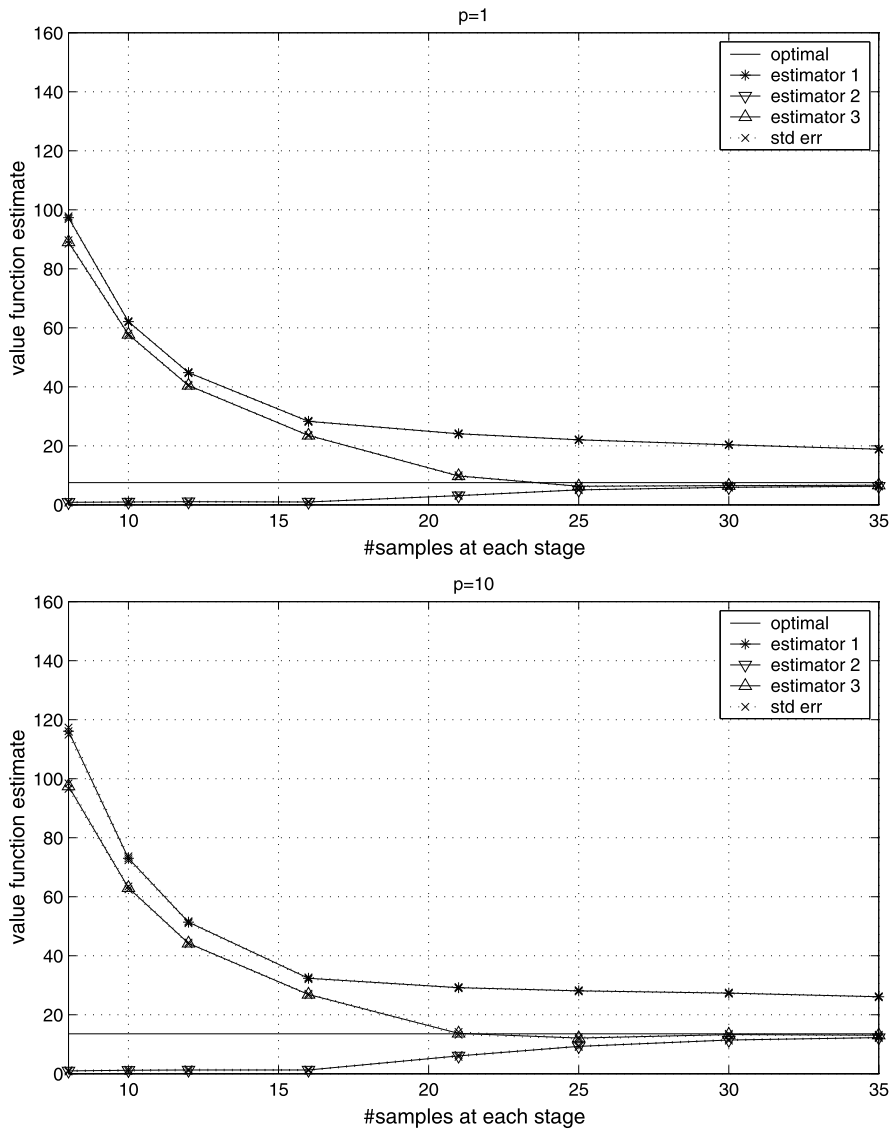 p=1
value function estimate
160
140
120
100
80
60
40
20
0
10
15
20
25
30
35
#samples at each stage
optimal
estimator 1
estimator 2
estimator 3
std err
p=10
value function estimate
160
140
120
100
80
60
40
20
0
10
15
20
25
30
35
#samples at each stage
optimal
estimator 1
estimator 2
estimator 3
std err